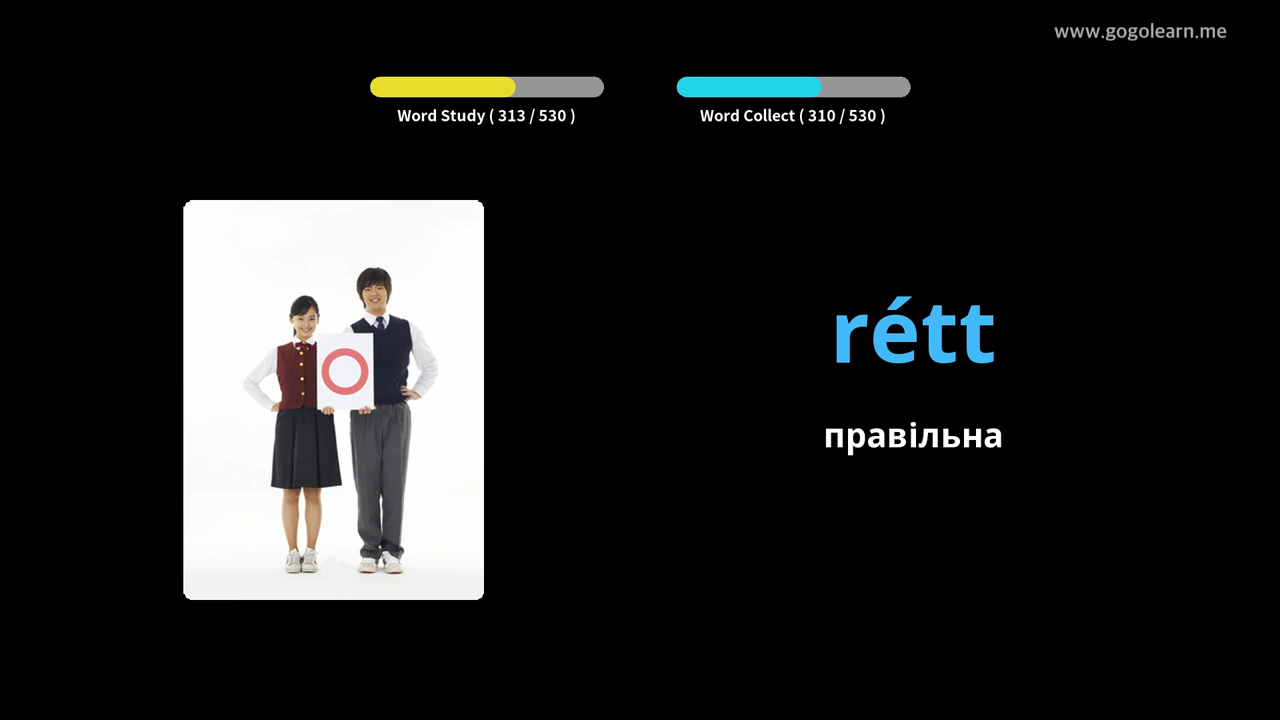 www.gogolearn.me
Word Study ( 313 / 530 )
Word Collect ( 310 / 530 )
rétt
правільна